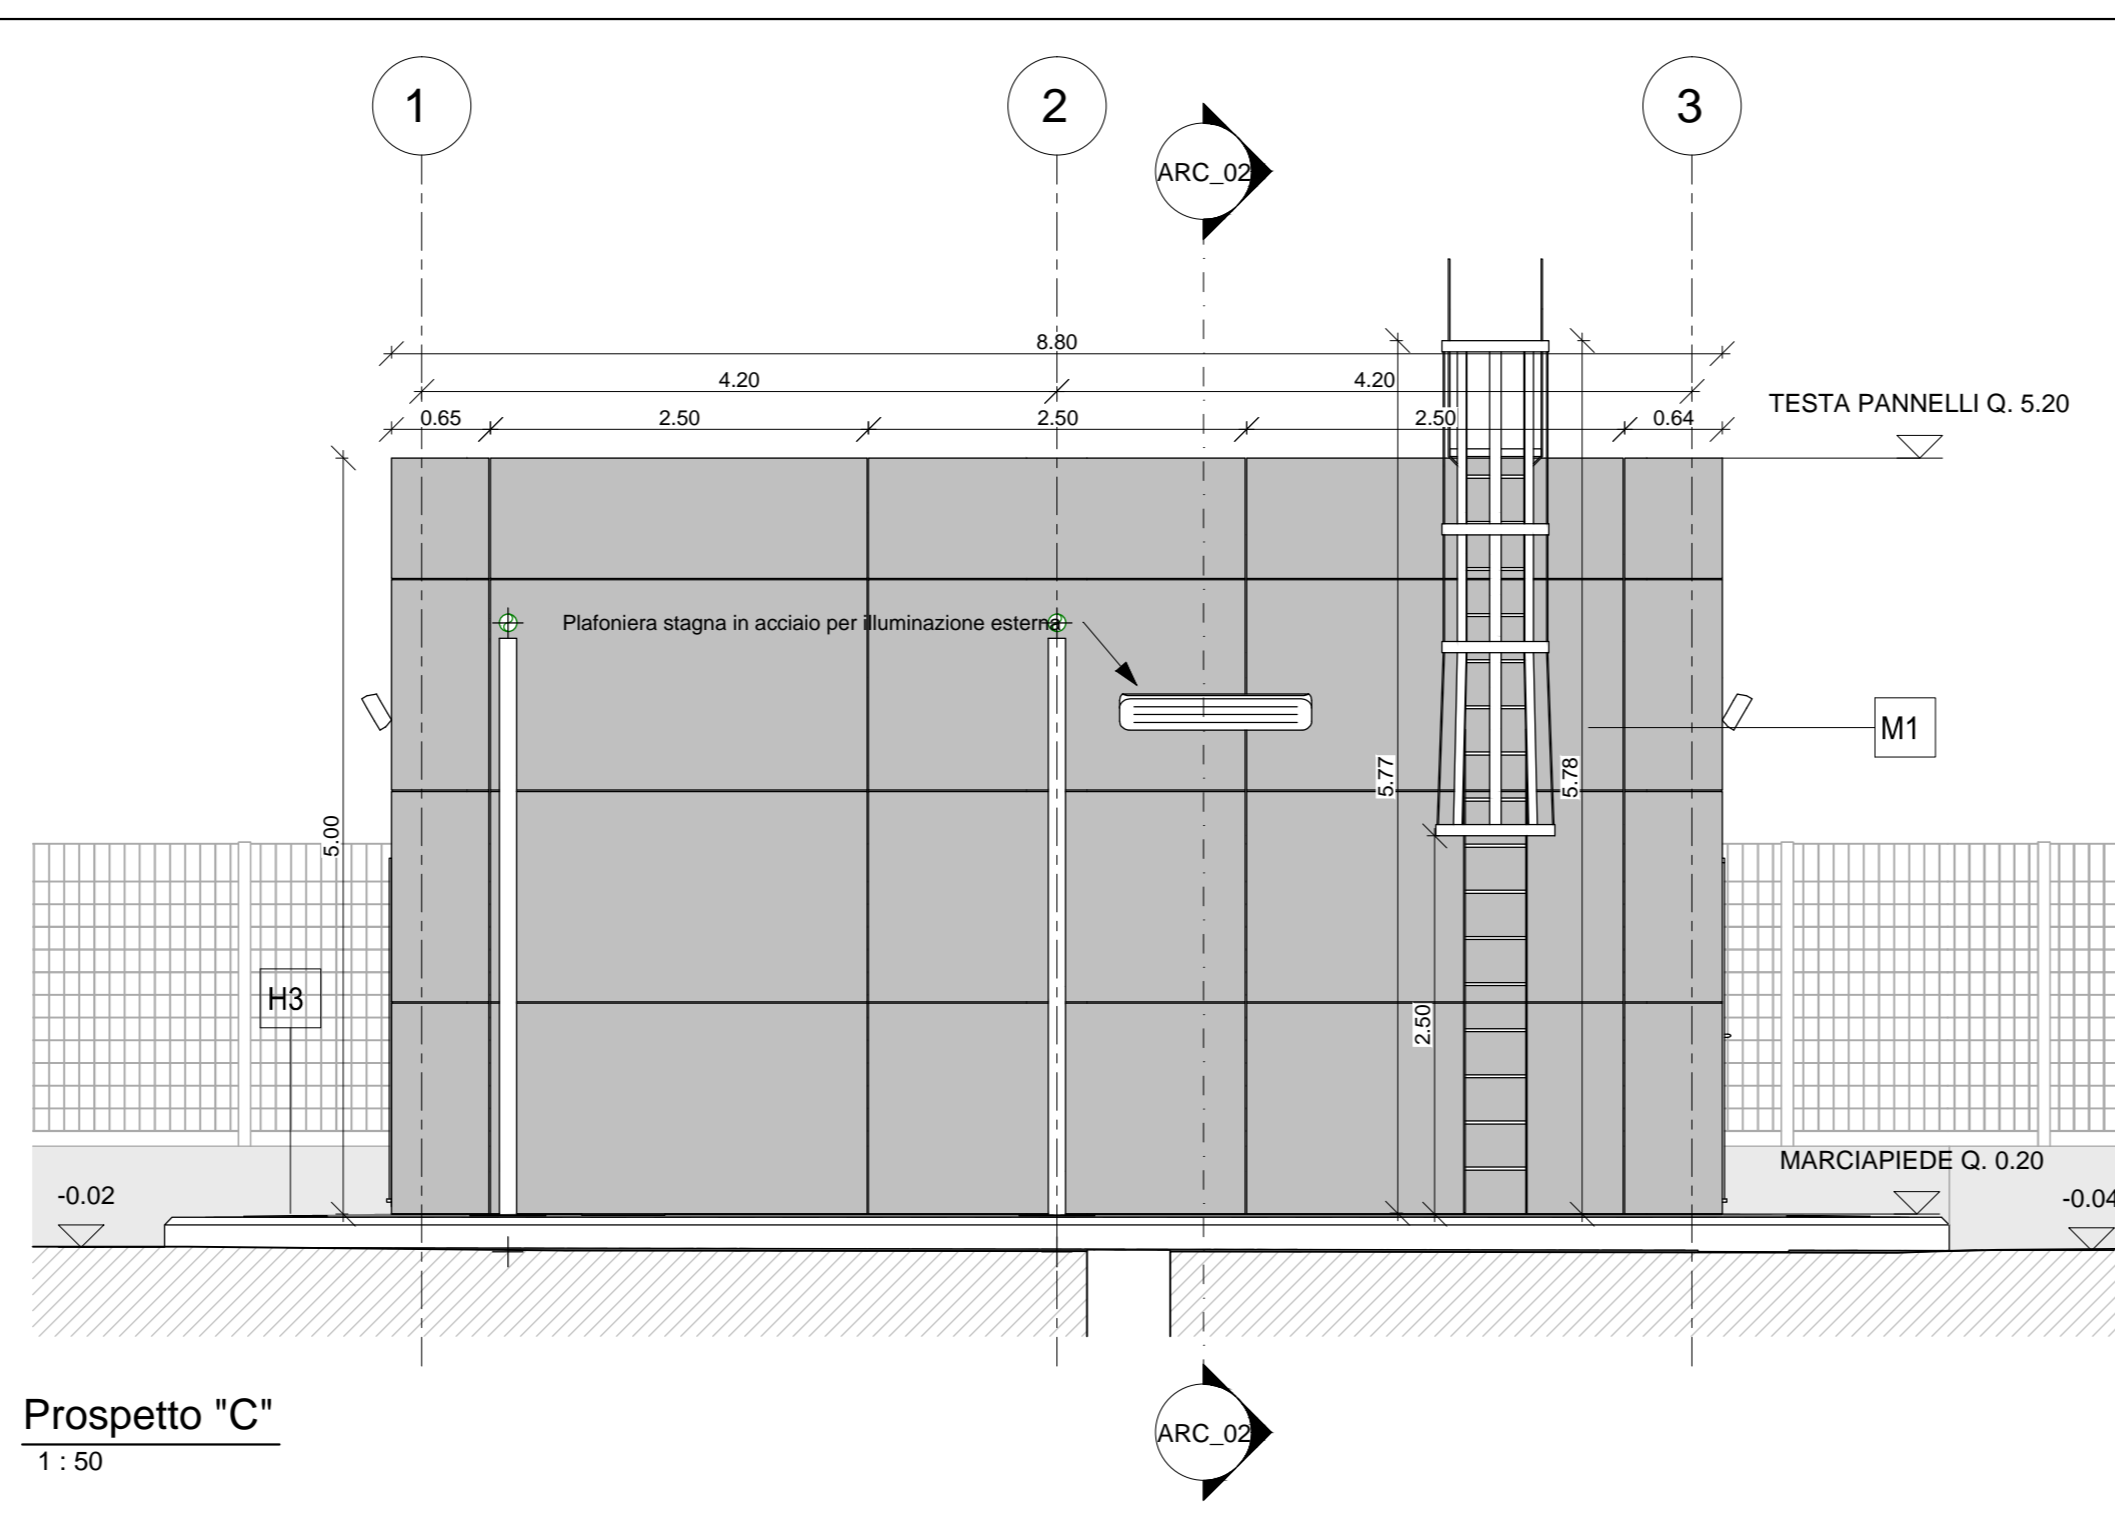 1
2
3
ARC_02
8.80
4.20
4.20
TESTA PANNELLI Q. 5.20
0.65
2.50
2.50
2.50
0.64
Plafoniera stagna in acciaio per illuminazione esterna
M1
5.77
5.78
5.00
H3
2.50
MARCIAPIEDE Q. 0.20
-0.02
-0.04
Prospetto "C"
ARC_02
1 : 50